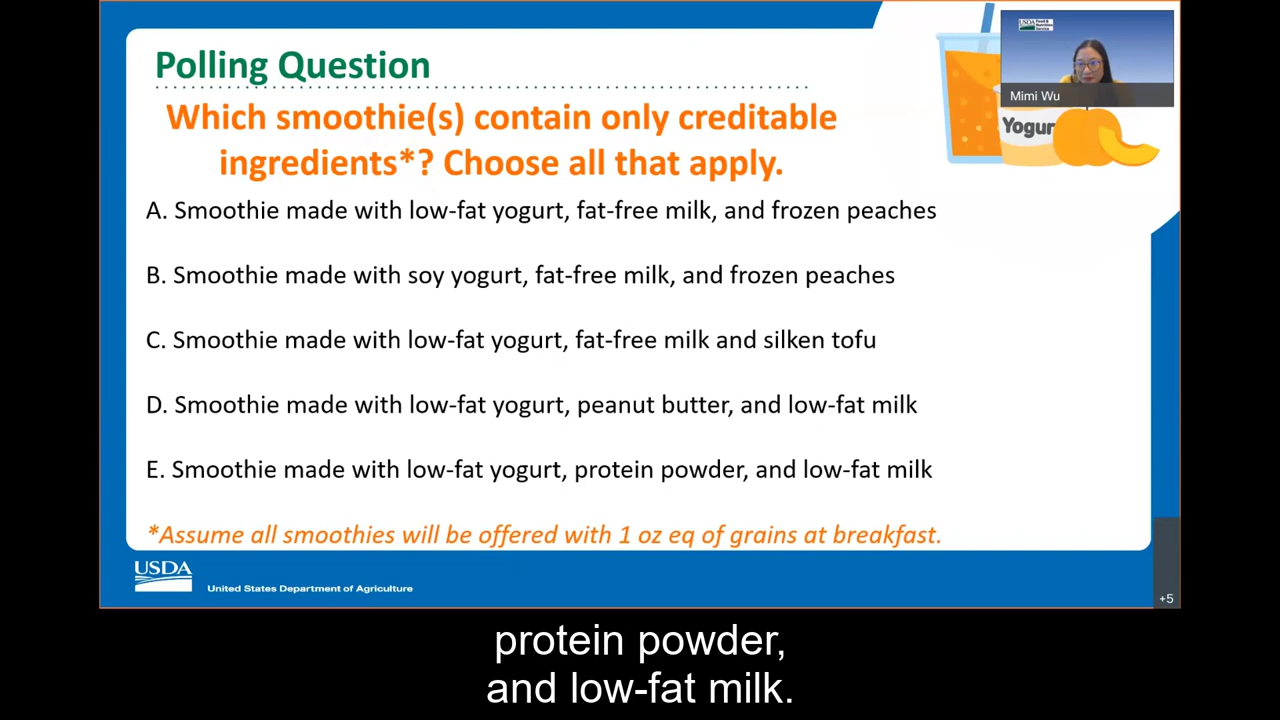 Polling Question
Which smoothie(s) contain only creditable
ingredients*? Choose all that apply.
A. Smoothie made with low-fat yogurt, fat-free milk, and frozen peaches
B. Smoothie made with soy yogurt, fat-free milk, and frozen peaches
C. Smoothie made with low-fat yogurt, fat-free milk and silken tofu
D. Smoothie made with low-fat yogurt, peanut butter, and low-fat milk
E. Smoothie made with low-fat yogurt, protein powder, and low-fat milk
*Assume all smoothies will be offered with 1 oz eq of grains at breakfast.
USDA
Mimi Wu
Yogur
USDA
United States Department of Agriculture
+5
protein powder,
and low-fat milk.